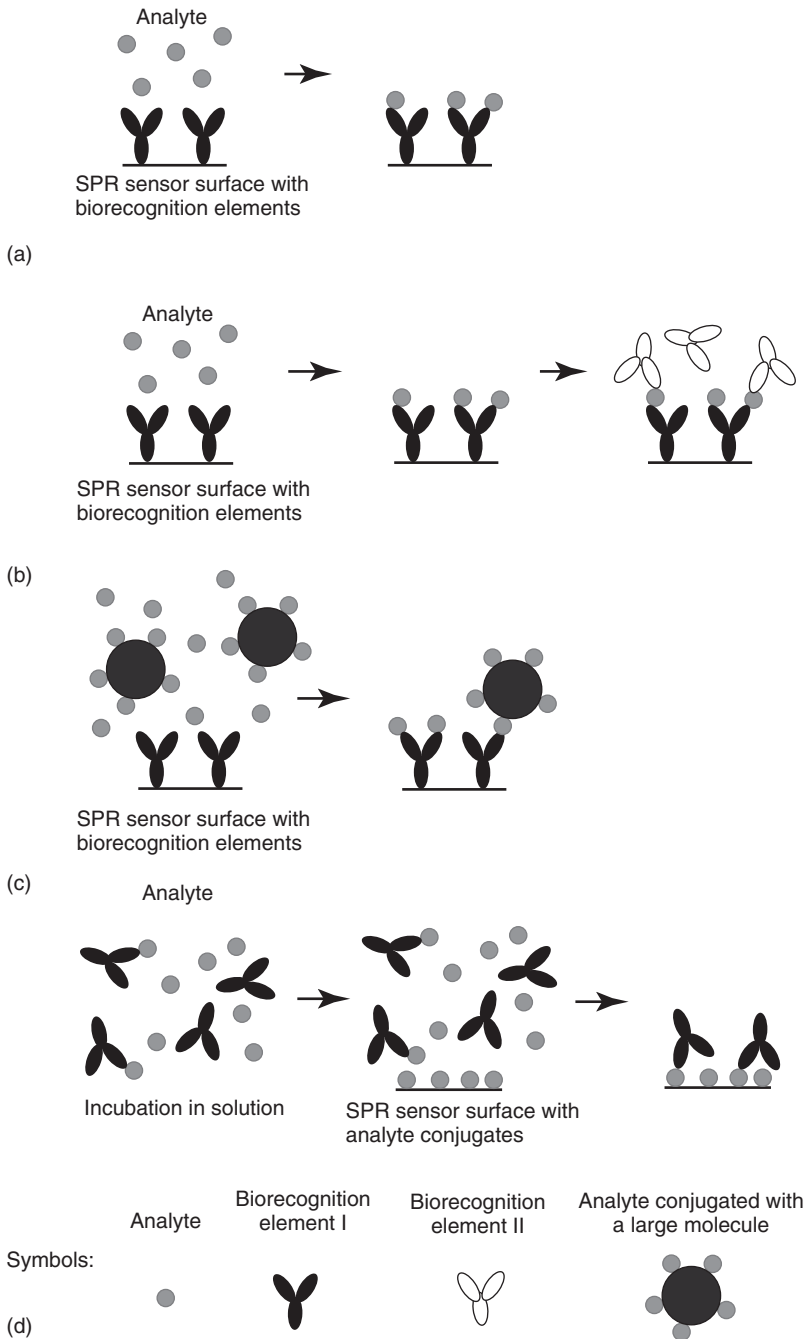 Analyte
SPR sensor surface with
biorecognition elements
(a)
Analyte
SPR sensor surface with
biorecognition elements
(b)
SPR sensor surface with
biorecognition elements
(c)
Analyte
Incubation in solution
SPR sensor surface with
analyte conjugates
Symbols:
Analyte
Biorecognition
element I
Biorecognition
element II
Analyte conjugated with
a large molecule
(d)